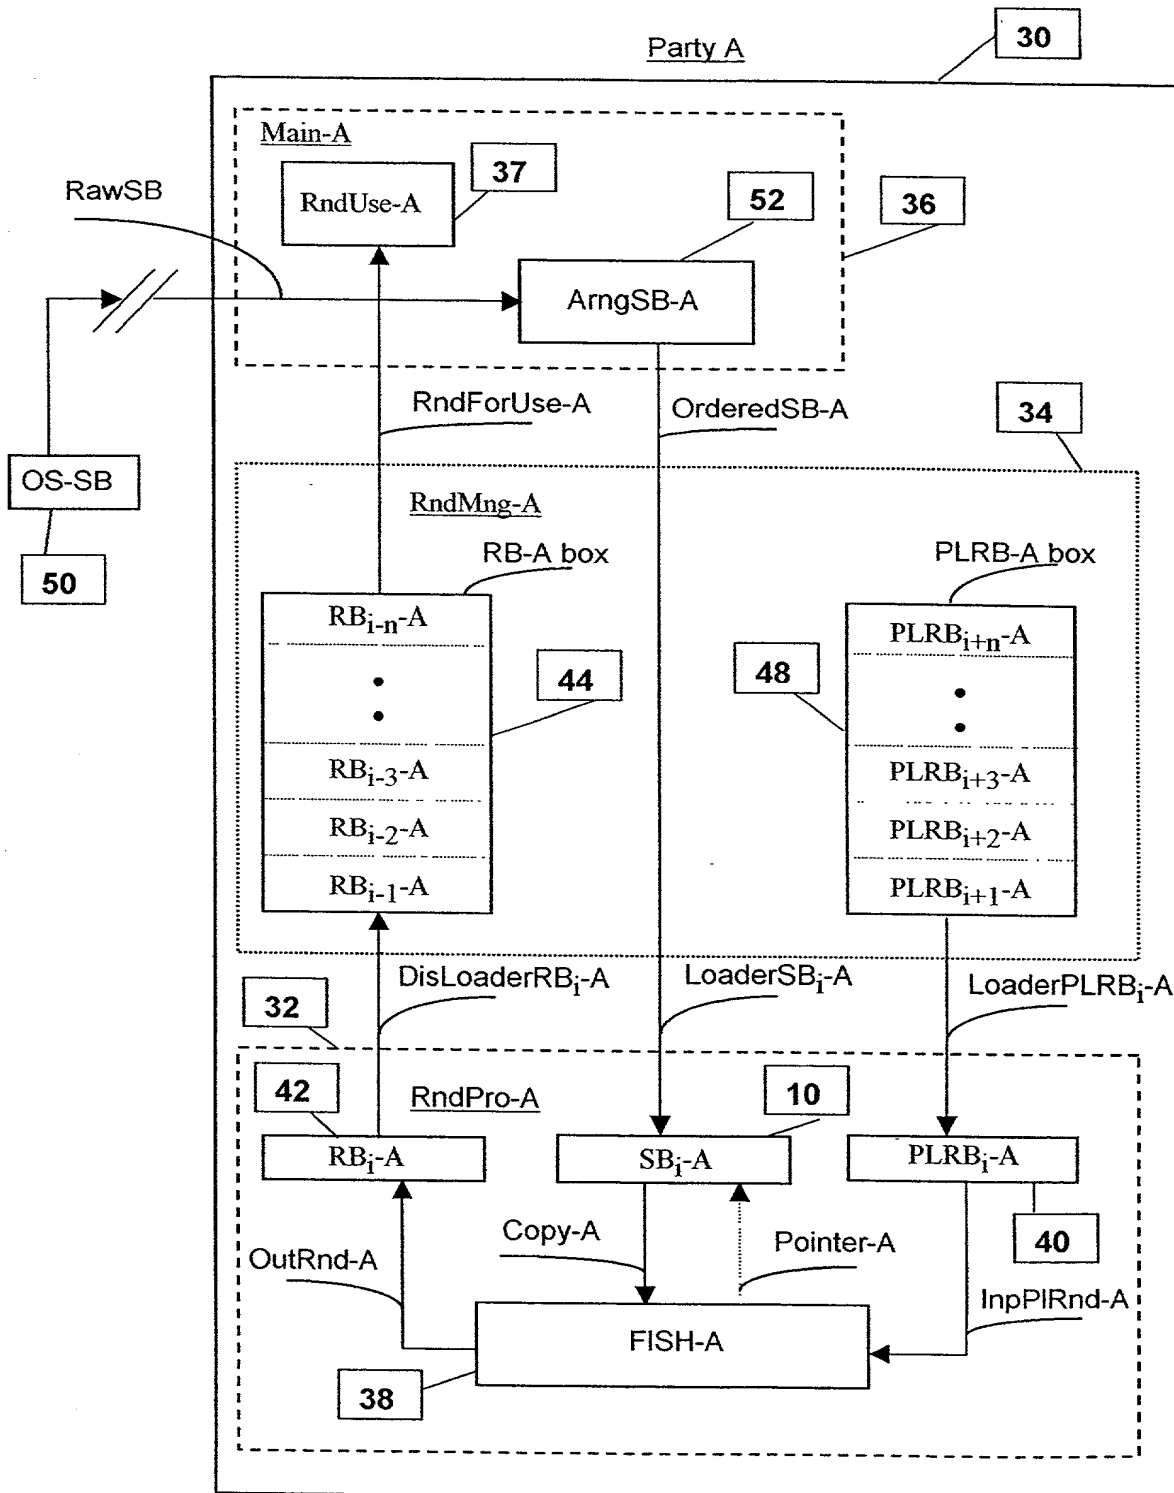 30
Party A
Main-A
37
RndUse-A
RawSB
52
36
ArngSB-A
RndForUse-A
OrderedSB-A
34
OS-SB
RndMng-A
50
RB-A box
PLRB-A box
RBi-n-A
PLRBi+n-A
44
48
RBi-3-A
PLRBi+3-A
RBi-2-A
PLRBi+2-A
RBi-1-A
PLRBi+1-A
DisLoaderRBi-A
LoaderSBi-A
LoaderPLRBi-A
32
42
RndPro-A
10
RBi-A
SBi-A
PLRBi-A
Copy-A
Pointer-A
40
OutRnd-A
InpPlRnd-A
FISH-A
38